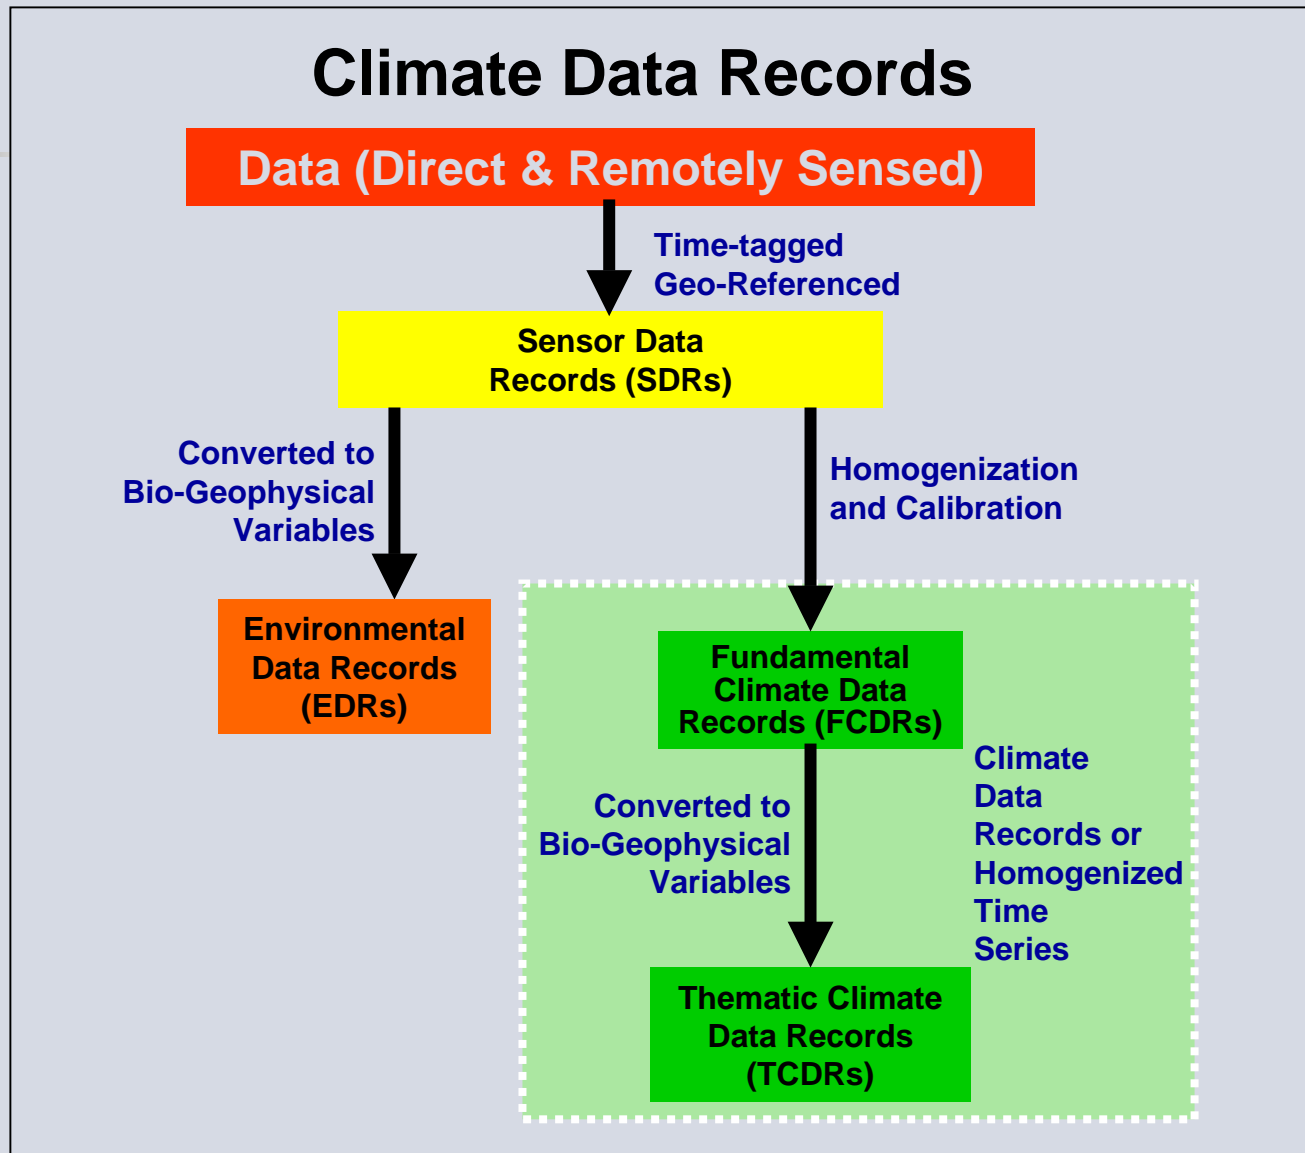 Climate Data Records
Data (Direct & Remotely Sensed)
Time-tagged
Geo-Referenced
Sensor Data
Records (SDRs)
Converted to
Bio-Geophysical
Variables
Homogenization
and Calibration
Environmental
Data Records
(EDRs)
Fundamental
Climate Data
Records (FCDRs)
Converted to
Bio-Geophysical
Variables
Climate
Data
Records or
Homogenized
Time
Series
Thematic Climate
Data Records
(TCDRs)